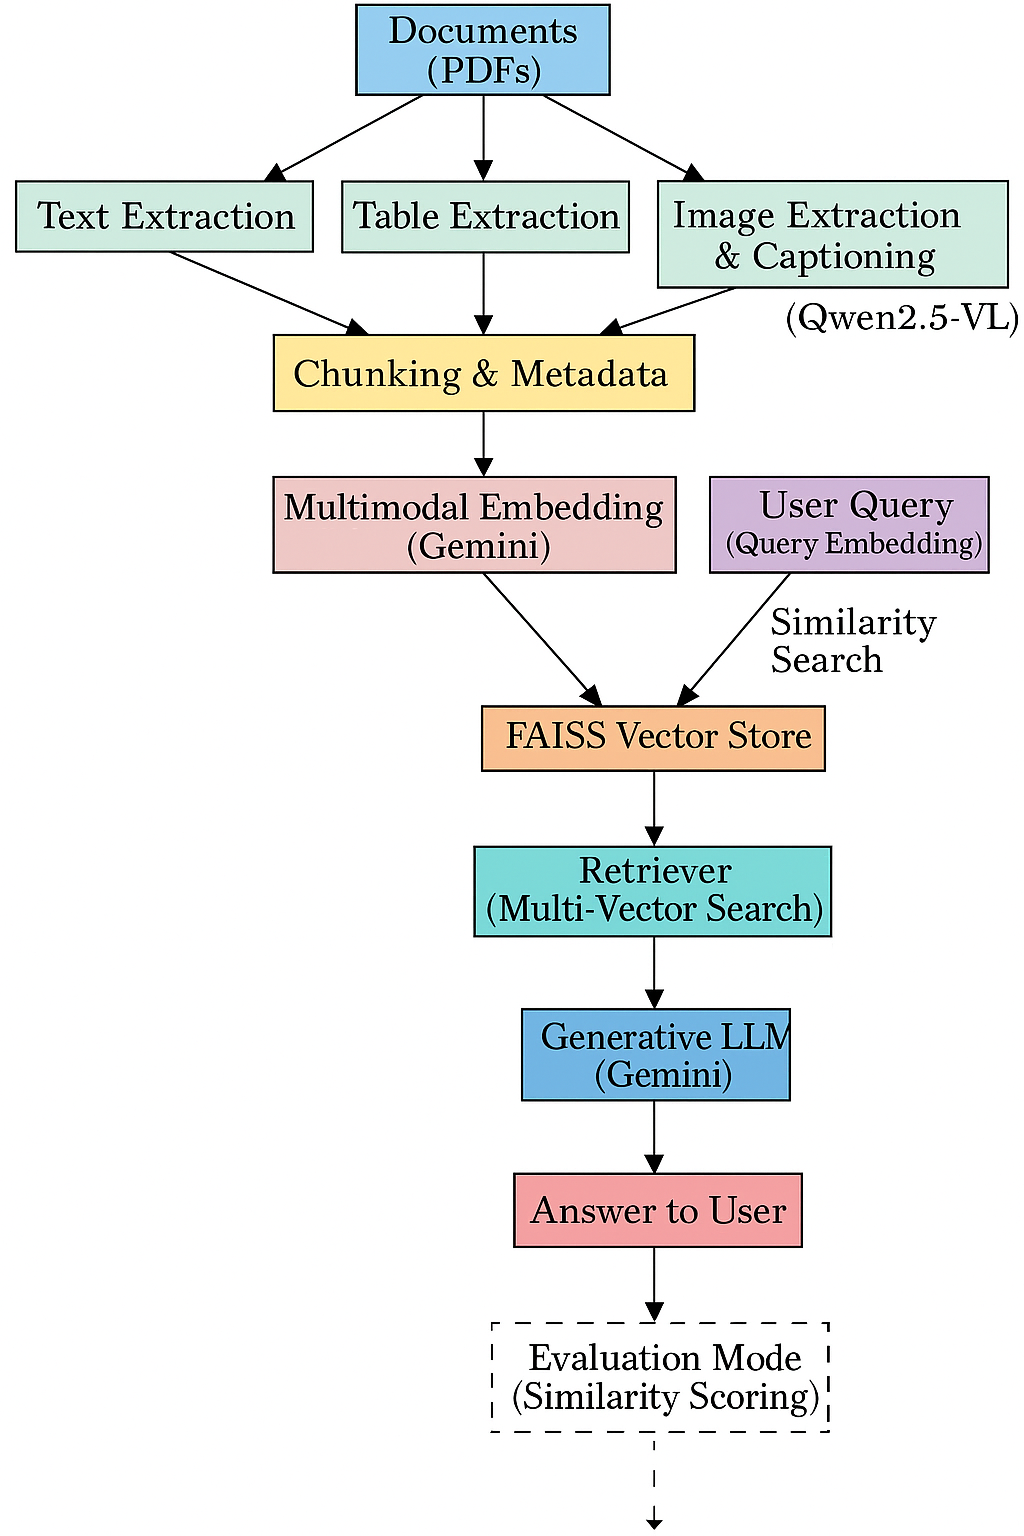 Documents
(PDFs)
Text Extraction
Table Extraction
Image Extraction
& Captioning
(Qwen2.5-VL)
Chunking & Metadata
Multimodal Embedding
(Gemini)
User Query
(Query Embedding)
Similarity
Search
FAISS Vector Store
Retriever
(Multi-Vector Search)
Generative LLM
(Gemini)
Answer to User
Evaluation Mode
(Similarity Scoring)